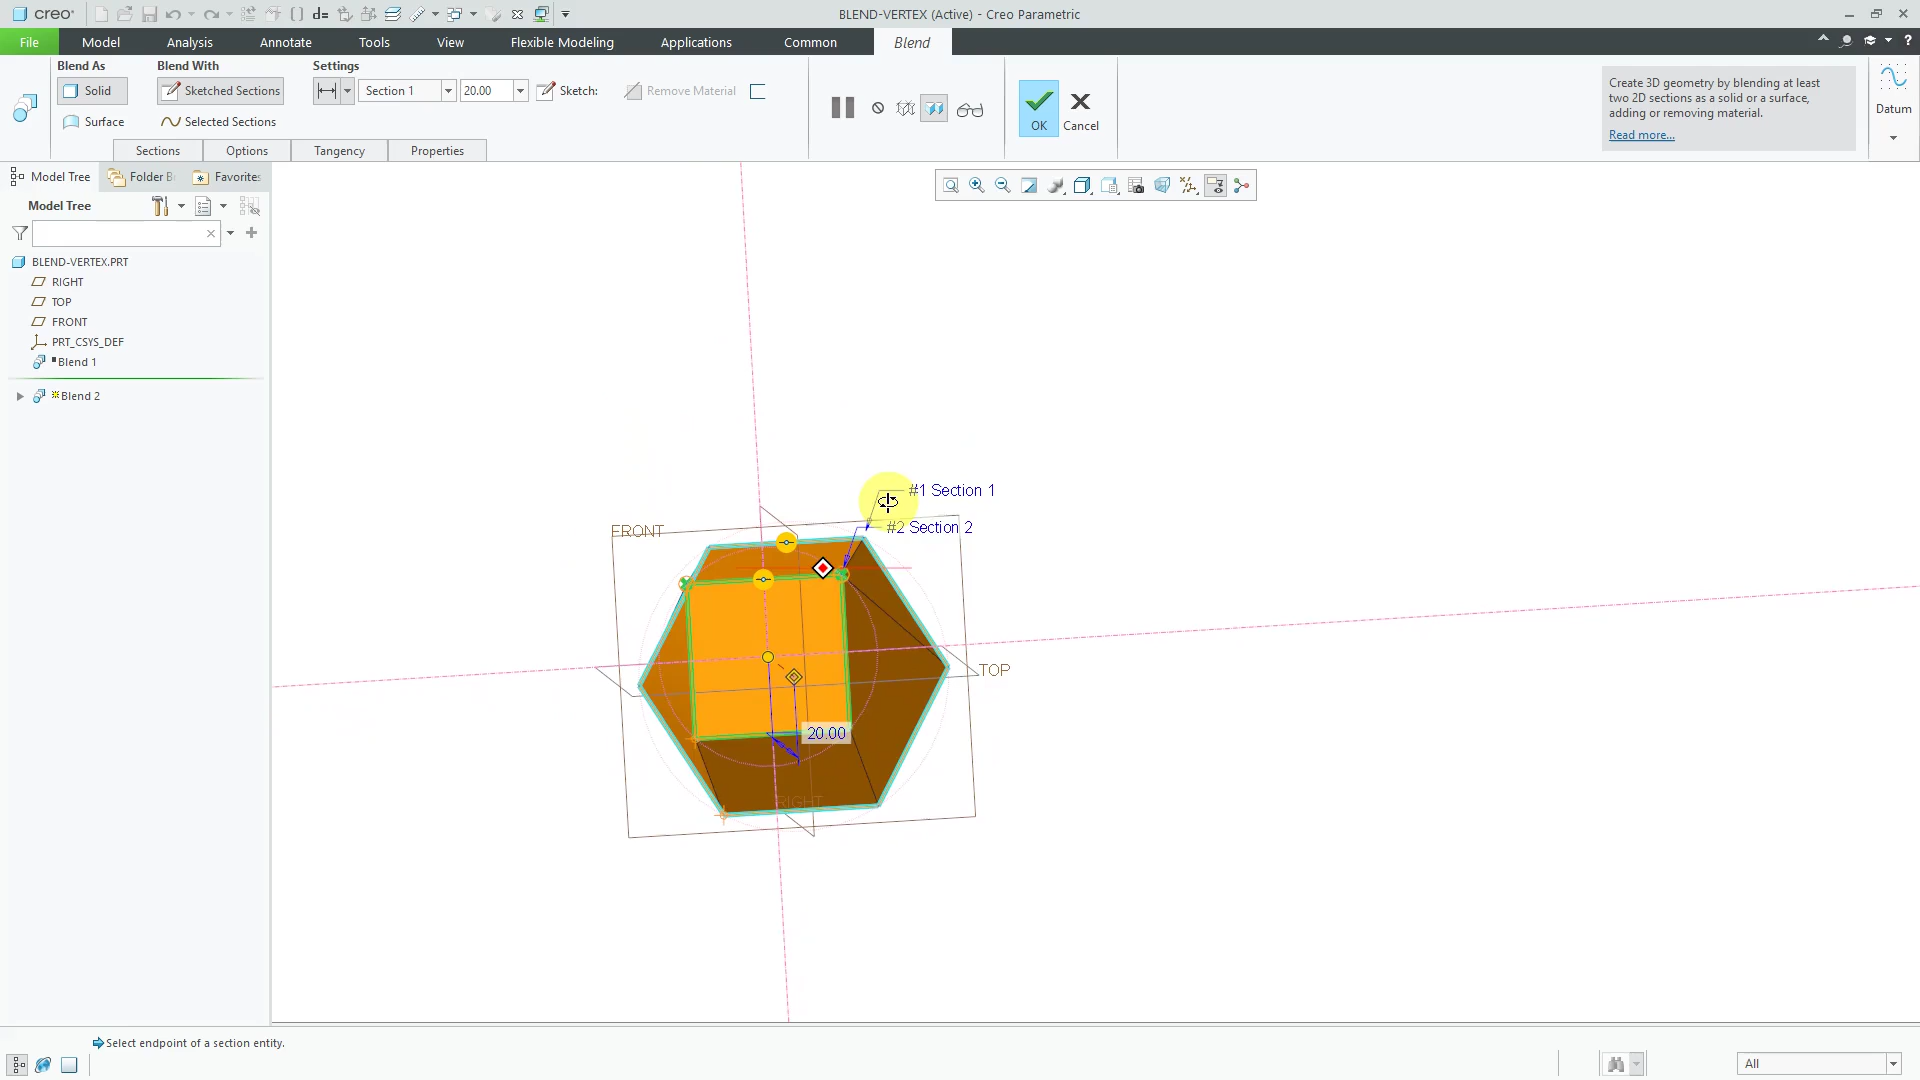 creo
BLEND-VERTEX (Active) - Creo Parametric
File Model Analysis Annotate Tools View Flexible Modeling Applications Common Blend
Blend As Blend With Settings
Solid Sketched Sections Section 1 20.00 Sketch: Remove Material
Surface Selected Sections
OK Cancel
Create 3D geometry by blending at least
two 2D sections as a solid or a surface,
adding or removing material.
Read more...
Datum
Sections Options Tangency Properties
Model Tree Folder B Favorites
Model Tree
BLEND-VERTEX.PRT
RIGHT
TOP
FRONT
PRT_CSYS_DEF
Blend 1
Blend 2
#1 Section 1
#2 Section 2
FRONT
TOP
20.00
RIGHT
Select endpoint of a section entity.
All